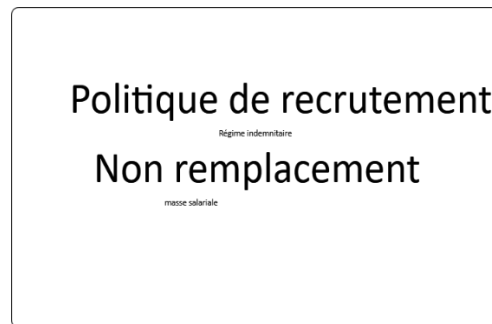 Politique de recrutement
Régime indemnitaire
Non remplacement
masse salariale